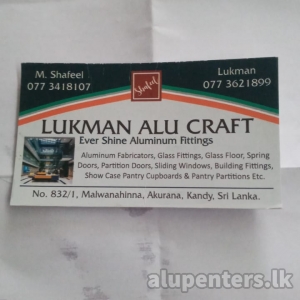 M. Shafeel
077 3418107
Lukman
077 3621899
LUKMAN ALU CRAFT
Ever Shine Aluminum Fittings
Aluminum Fabricators, Glass Fittings, Glass Floor, Spring
Doors, Partition Doors, Sliding Windows, Building Fittings,
Show Case Pantry Cupboards & Pantry Partitions Etc.
No. 832/1, Malwanahinna, Akurana, Kandy, Sri Lanka.
alupenters.lk